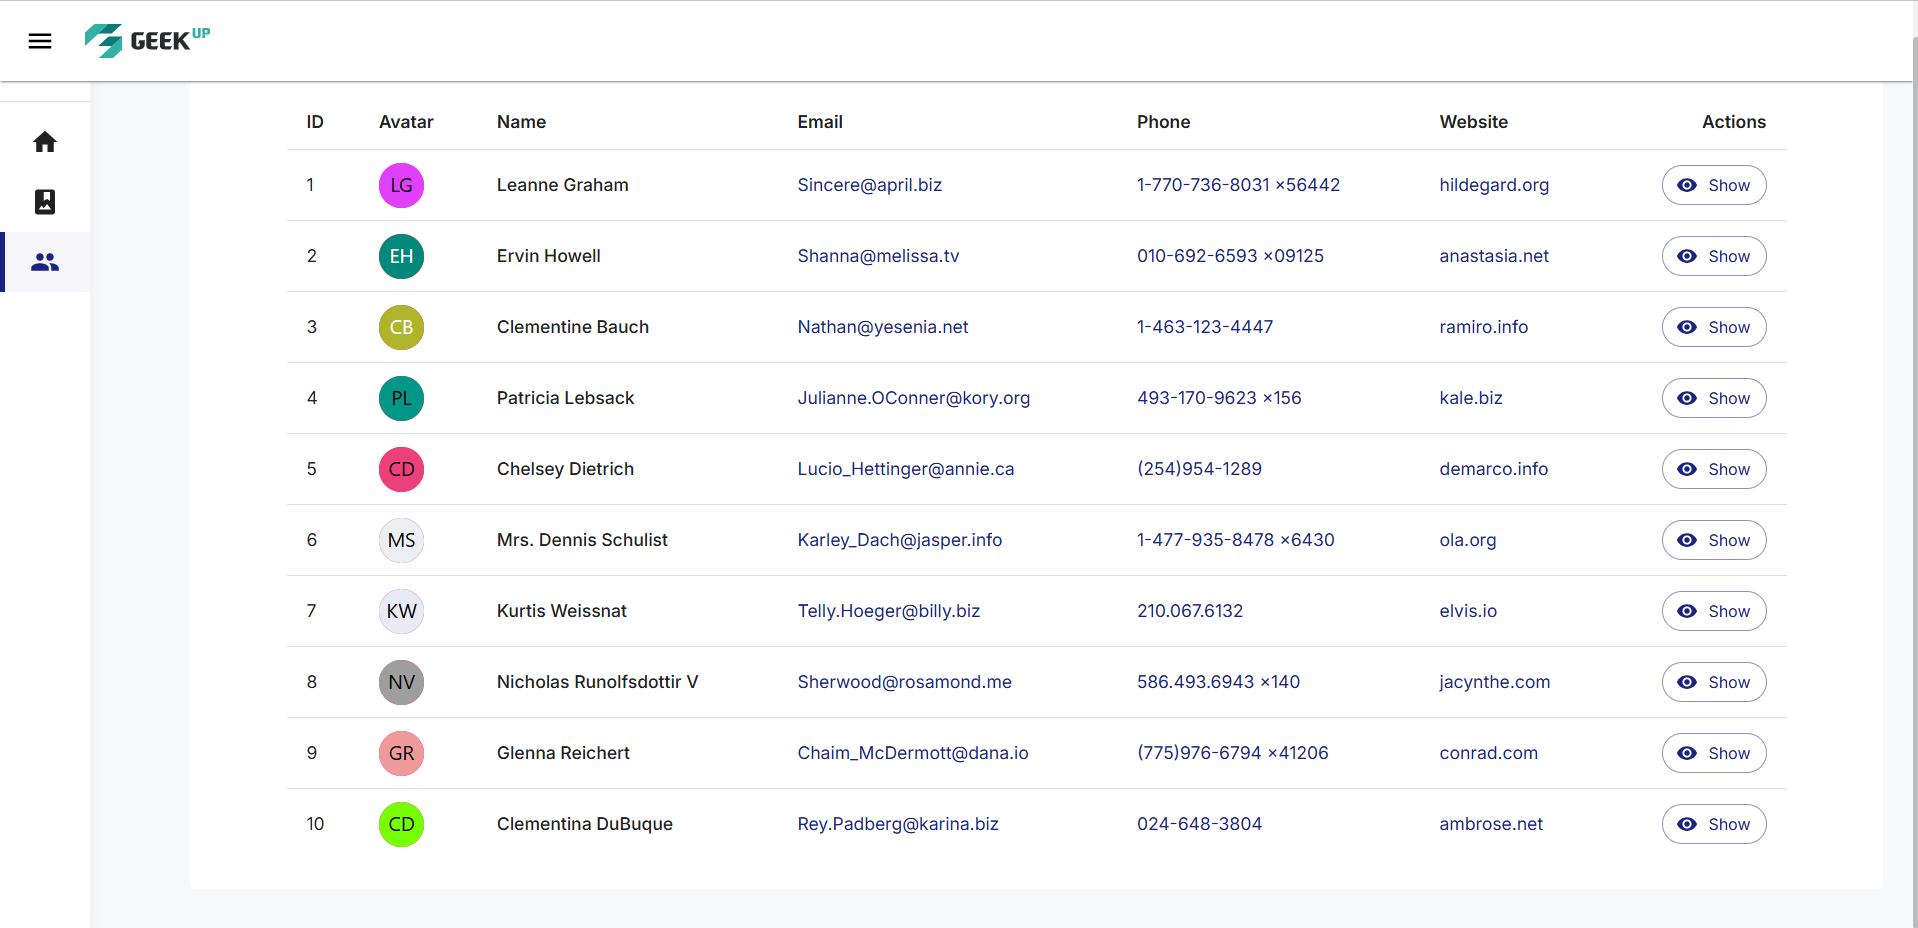 GEEK UP
ID Avatar Name Email Phone Website Actions
1 LG Leanne Graham Sincere@april.biz 1-770-736-8031 x56442 hildegard.org Show
2 EH Ervin Howell Shanna@melissa.tv 010-692-6593 x09125 anastasia.net Show
3 CB Clementine Bauch Nathan@yesenia.net 1-463-123-4447 ramiro.info Show
4 PL Patricia Lebsack Julianne.OConner@kory.org 493-170-9623 x156 kale.biz Show
5 CD Chelsey Dietrich Lucio_Hettinger@annie.ca (254)954-1289 demarco.info Show
6 MS Mrs. Dennis Schulist Karley_Dach@jasper.info 1-477-935-8478 x6430 ola.org Show
7 KW Kurtis Weissnat Telly.Hoeger@billy.biz 210.067.6132 elvis.io Show
8 NV Nicholas Runolfsdottir V Sherwood@rosamond.me 586.493.6943 x140 jacynthe.com Show
9 GR Glenna Reichert Chaim_McDermott@dana.io (775)976-6794 x41206 conrad.com Show
10 CD Clementina DuBuque Rey.Padberg@karina.biz 024-648-3804 ambrose.net Show